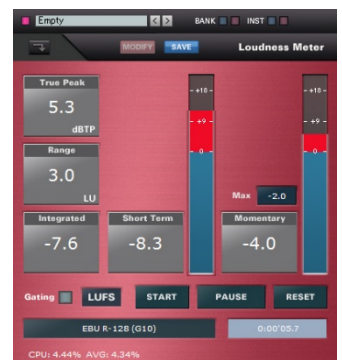 Empty < > BANK INST
MODIFY SAVE Loudness Meter
True Peak
5.3
dBTP
+10 +10
+9 +9
Range
0 0
3.0
LU
Max -2.0
Integrated Short Term Momentary
-7.6 -8.3 -4.0
Gating LUFS START PAUSE RESET
EBU R-128 (G10) 0:00'05.7
CPU: 4.44% AVG: 4.34%